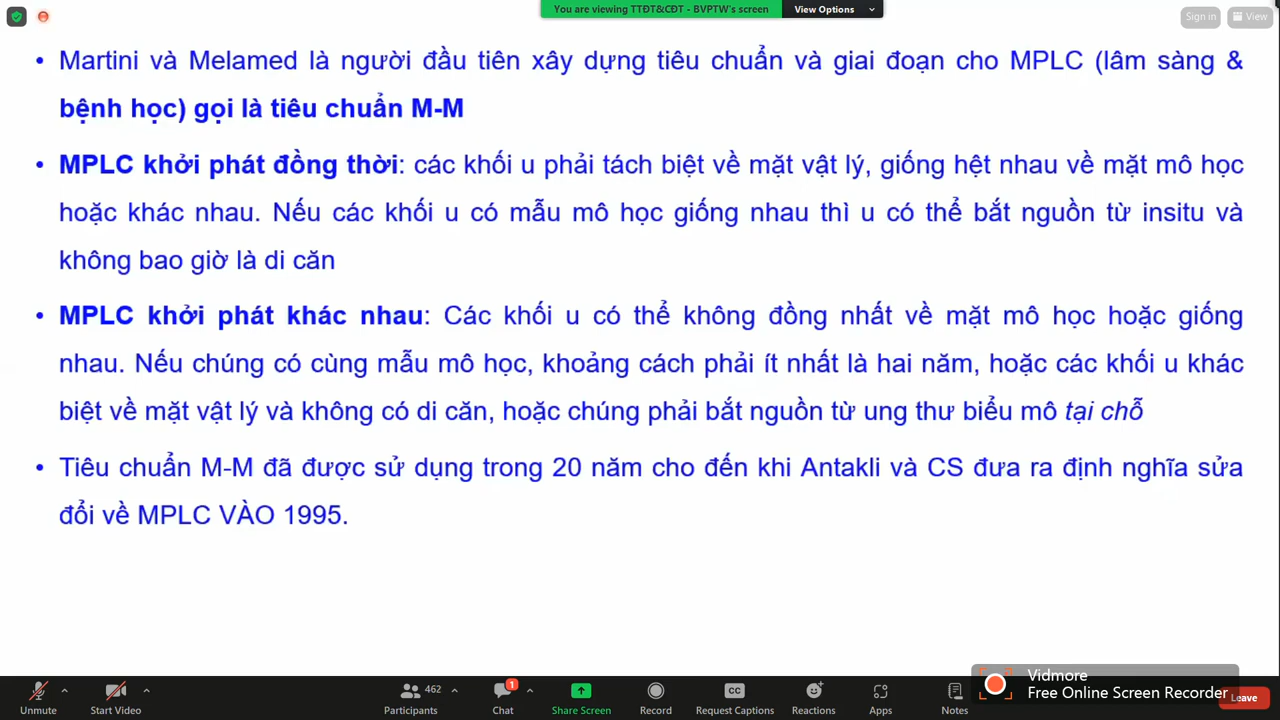 You are viewing TTĐT&CĐT - BVPTW's screen
View Options
Sign in
View
• Martini và Melamed là người đầu tiên xây dựng tiêu chuẩn và giai đoạn cho MPLC (lâm sàng &
bệnh học) gọi là tiêu chuẩn M-M
• MPLC khởi phát đồng thời: các khối u phải tách biệt về mặt vật lý, giống hệt nhau về mặt mô học
hoặc khác nhau. Nếu các khối u có mẫu mô học giống nhau thì u có thể bắt nguồn từ insitu và
không bao giờ là di căn
• MPLC khởi phát khác nhau: Các khối u có thể không đồng nhất về mặt mô học hoặc giống
nhau. Nếu chúng có cùng mẫu mô học, khoảng cách phải ít nhất là hai năm, hoặc các khối u khác
biệt về mặt vật lý và không có di căn, hoặc chúng phải bắt nguồn từ ung thư biểu mô tại chỗ
• Tiêu chuẩn M-M đã được sử dụng trong 20 năm cho đến khi Antakli và CS đưa ra định nghĩa sửa
đổi về MPLC VÀO 1995.
Vidmore
Free Online Screen Recorder
Unmute
Start Video
Participants
462
Chat
1
Share Screen
Record
CC
Request Captions
Reactions
Apps
Notes
Leave